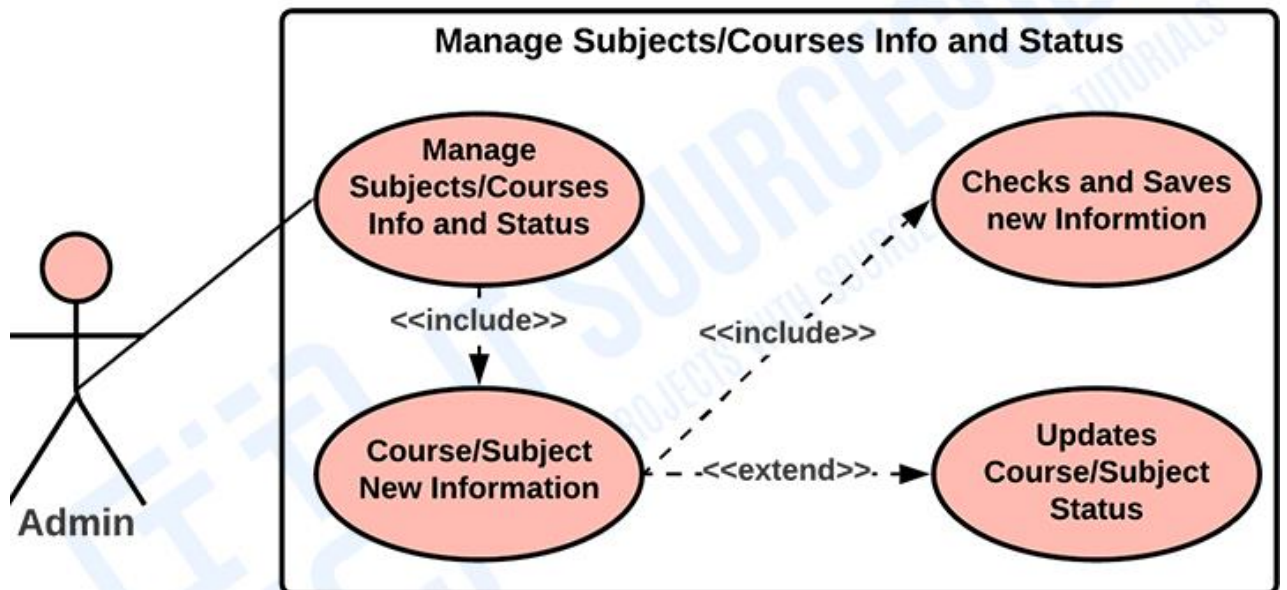 Manage Subjects/Courses Info and Status
Manage
Subjects/Courses
Info and Status
Checks and Saves
new Informtion
<<include>>
<<include>>
Course/Subject
New Information
<<extend>>
Updates
Course/Subject
Status
Admin